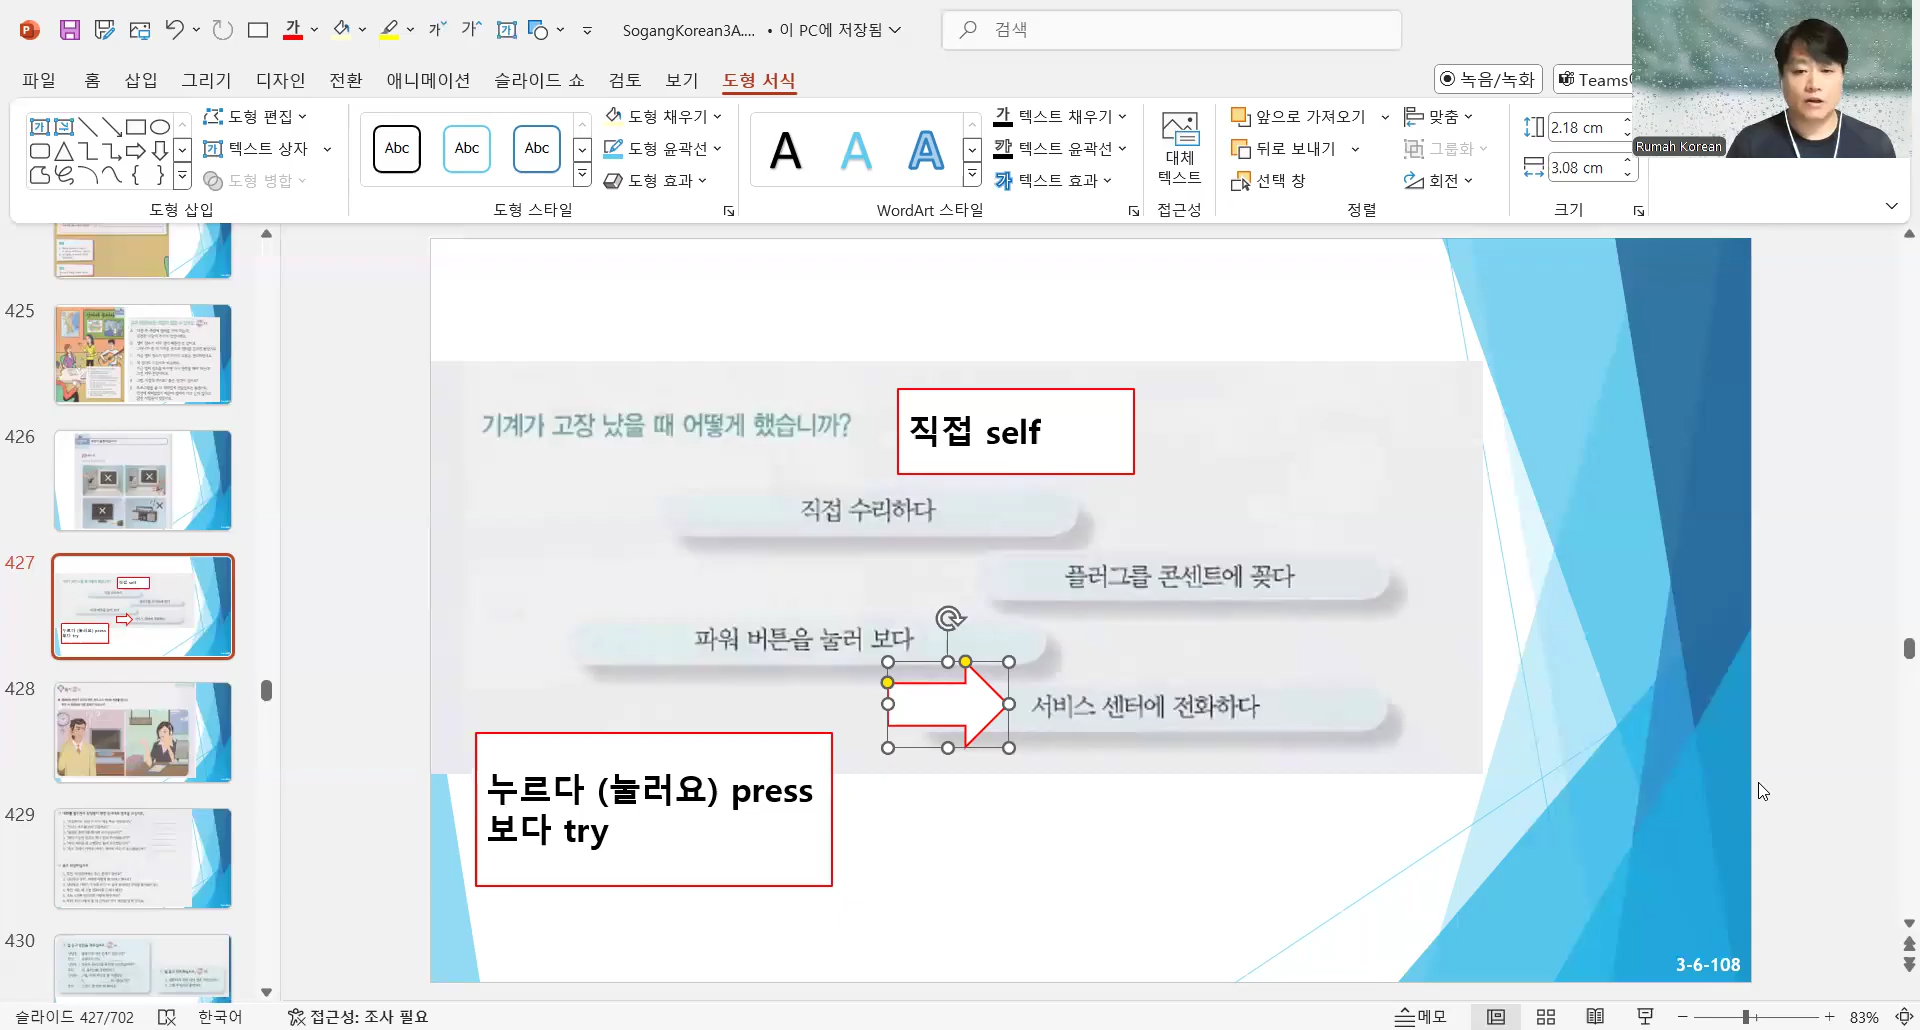 SogangKorean3A.... • 이 PC에 저장됨
검색
파일 홈 삽입 그리기 디자인 전환 애니메이션 슬라이드 쇼 검토 보기 도형 서식
녹음/녹화
Teams
Rumah Korean
도형 편집
텍스트 상자
도형 병합
도형 삽입
Abc Abc Abc
도형 채우기
도형 윤곽선
도형 효과
도형 스타일
A A A
텍스트 채우기
텍스트 윤곽선
텍스트 효과
WordArt 스타일
대체
텍스트
접근성
앞으로 가져오기
뒤로 보내기
선택 창
맞춤
그룹화
회전
정렬
2.18 cm
3.08 cm
크기
425
426
427
428
429
430
기계가 고장 났을 때 어떻게 했습니까?
직접 self
직접 수리하다
플러그를 콘센트에 꽂다
파워 버튼을 눌러 보다
서비스 센터에 전화하다
누르다 (눌러요) press
보다 try
3-6-108
슬라이드 427/702
한국어
접근성: 조사 필요
메모
83%